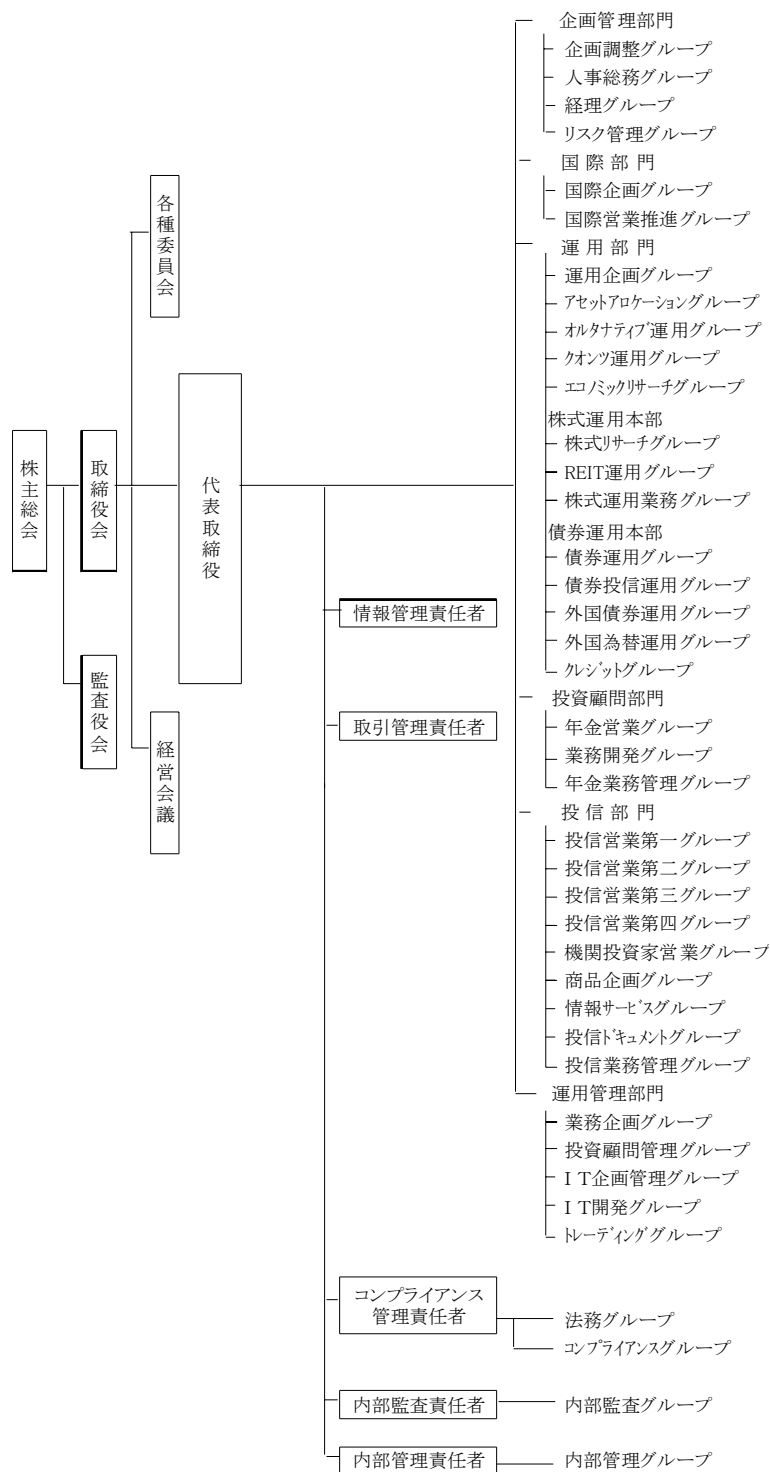 株主総会
取締役会
監査役会
各種委員会
代表取締役
経営会議
情報管理責任者
取引管理責任者
コンプライアンス
管理責任者
内部監査責任者
内部管理責任者
企画管理部門
企画調整グループ
人事総務グループ
経理グループ
リスク管理グループ
国際部門
国際企画グループ
国際営業推進グループ
運用部門
運用企画グループ
アセットアロケーショングループ
オルタナティブ運用グループ
クオンツ運用グループ
エコノミックリサーチグループ
株式運用本部
株式リサーチグループ
REIT運用グループ
株式運用業務グループ
債券運用本部
債券運用グループ
債券投信運用グループ
外国債券運用グループ
外国為替運用グループ
クレジットグループ
投資顧問部門
年金営業グループ
業務開発グループ
年金業務管理グループ
投信部門
投信営業第一グループ
投信営業第二グループ
投信営業第三グループ
投信営業第四グループ
機関投資家営業グループ
商品企画グループ
情報サービスグループ
投信ドキュメントグループ
投信業務管理グループ
運用管理部門
業務企画グループ
投資顧問管理グループ
ＩＴ企画管理グループ
ＩＴ開発グループ
トレーディンググループ
法務グループ
コンプライアンスグループ
内部監査グループ
内部管理グループ